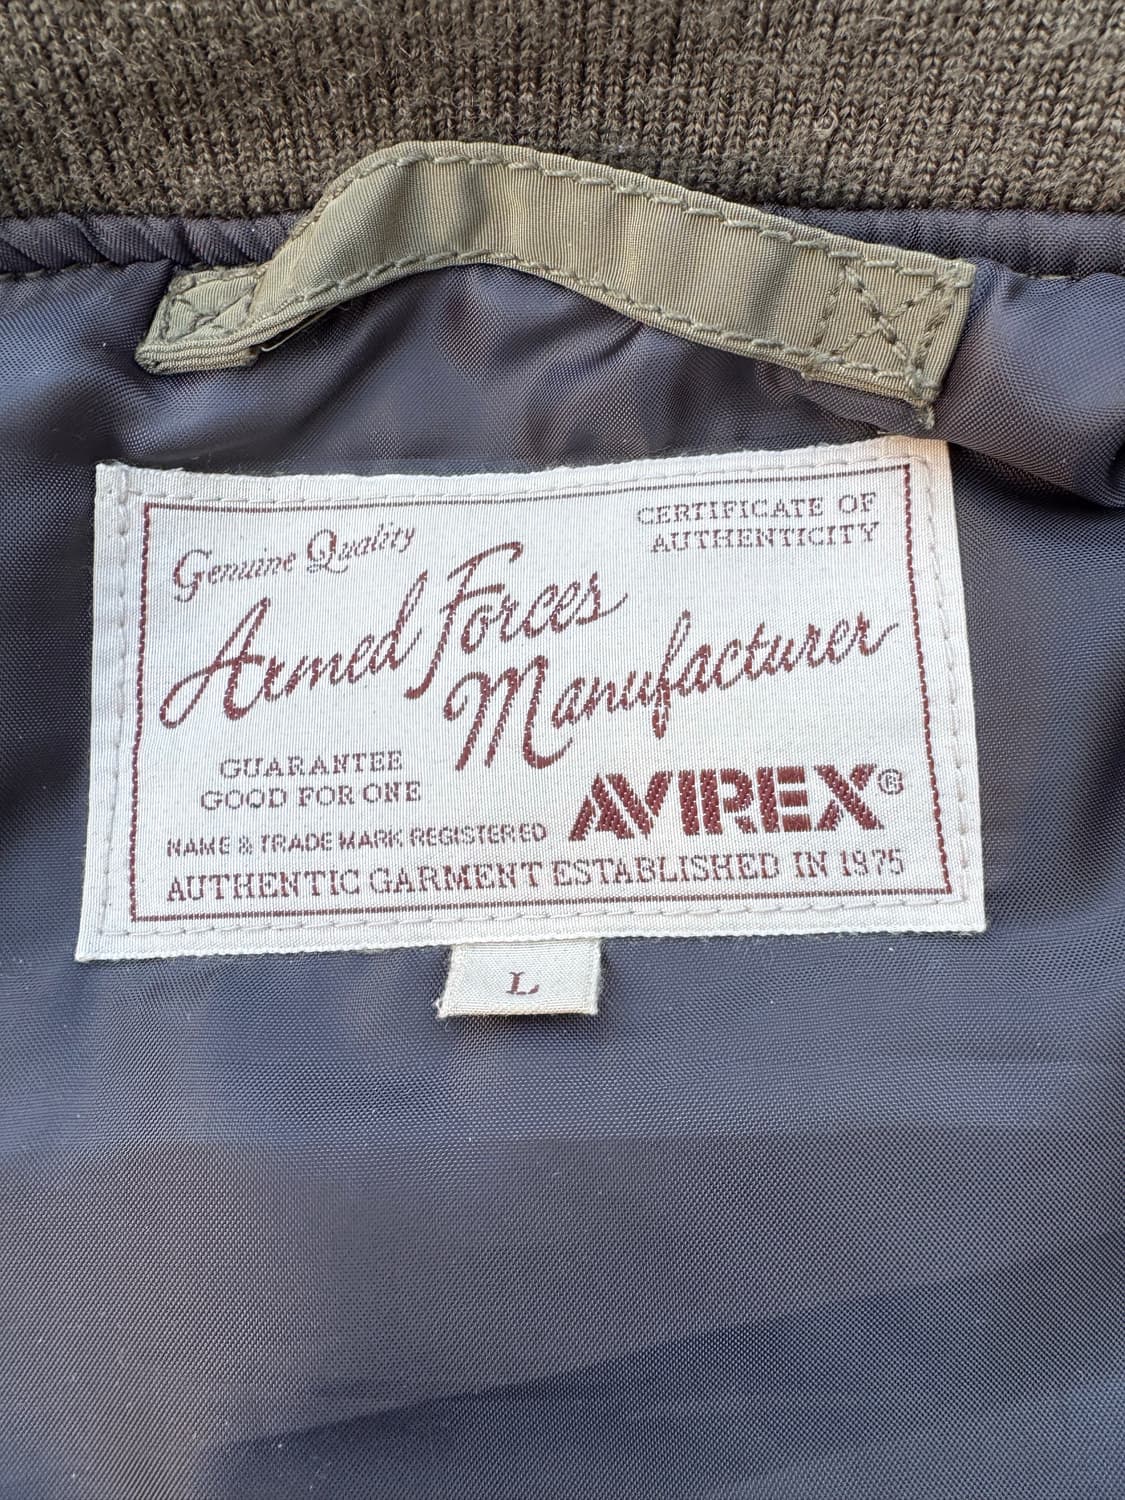 Genuine Quality
CERTIFICATE OF
AUTHENTICITY
Armed Forces
Manufacturer
GUARANTEE
GOOD FOR ONE
AVIREX®
NAME & TRADE MARK REGISTERED
AUTHENTIC GARMENT ESTABLISHED IN 1975
L